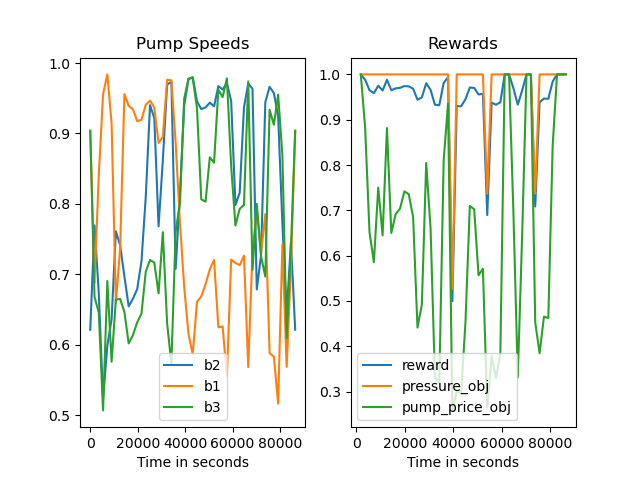 Pump Speeds
1.0
0.9
0.8
0.7
0.6
0.5
b2
b1
b3
0 20000 40000 60000 80000
Time in seconds
Rewards
1.0
0.9
0.8
0.7
0.6
0.5
0.4
0.3
reward
pressure_obj
pump_price_obj
0 20000 40000 60000 80000
Time in seconds